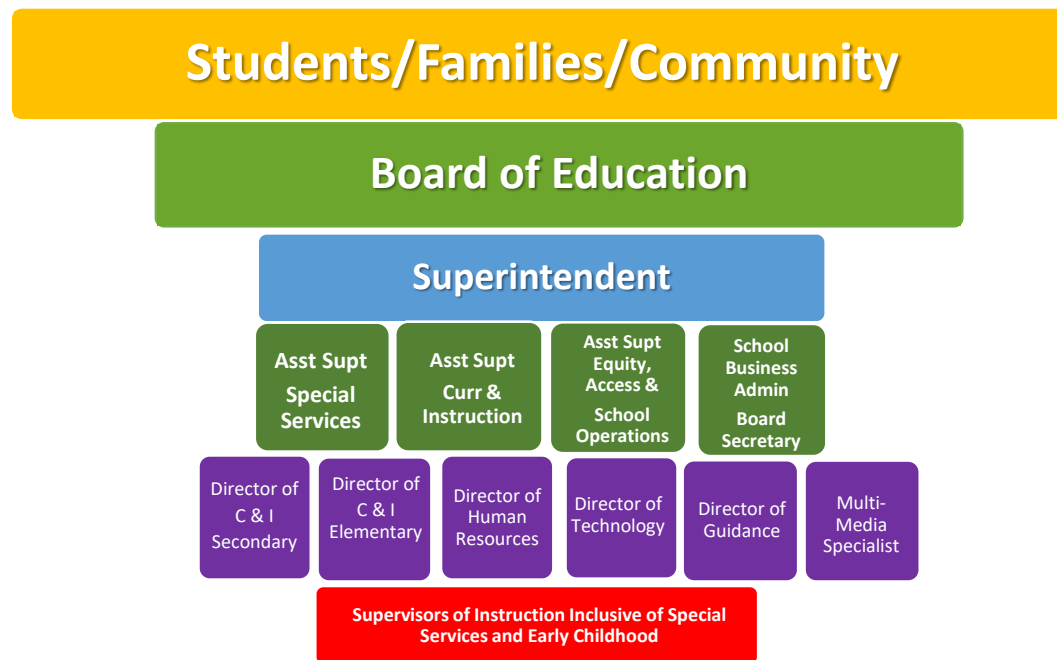 Students/Families/Community
Board of Education
Superintendent
Asst Supt
Special
Services
Asst Supt
Curr &
Instruction
Asst Supt
Equity,
Access &
School
Operations
School
Business
Admin
Board
Secretary
Director of
C & I
Secondary
Director of
C & I
Elementary
Director of
Human
Resources
Director of
Technology
Director of
Guidance
Multi-
Media
Specialist
Supervisors of Instruction Inclusive of Special
Services and Early Childhood